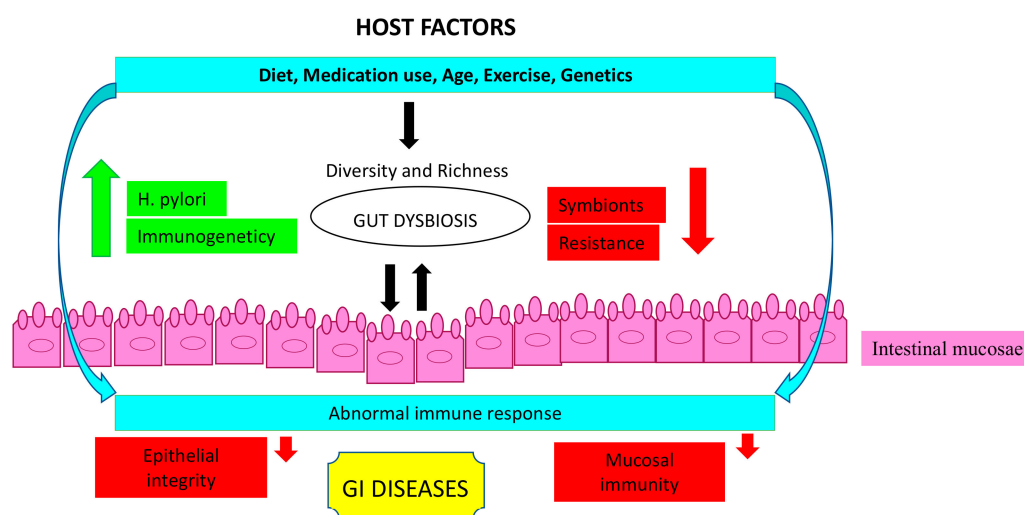 HOST FACTORS
Diet, Medication use, Age, Exercise, Genetics
Diversity and Richness
GUT DYSBIOSIS
H. pylori
Immunogeneticy
Symbionts
Resistance
Intestinal mucosae
Abnormal immune response
Epithelial
integrity
GI DISEASES
Mucosal
immunity